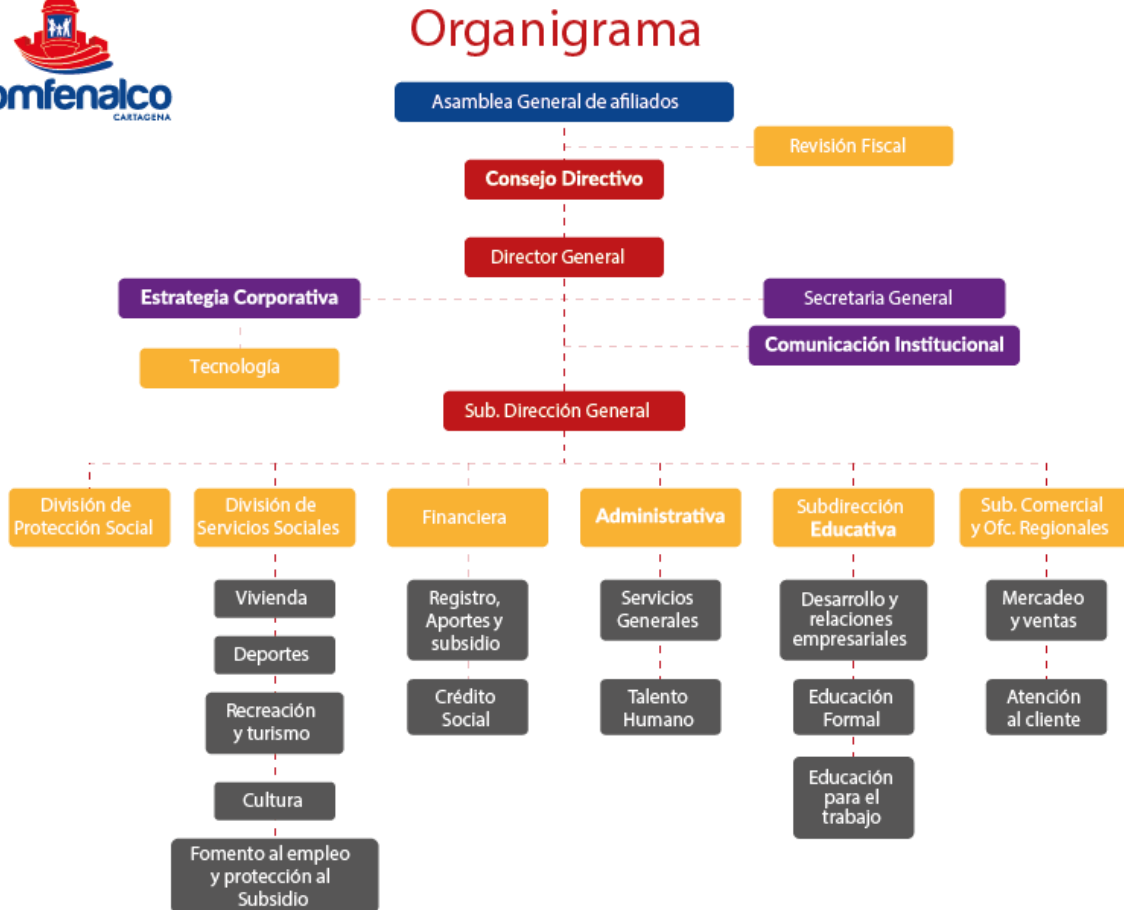 Organigrama
omfenalco
CARTAGENA
Asamblea General de afiliados
Revisión Fiscal
Consejo Directivo
Director General
Estrategia Corporativa
Secretaria General
Comunicación Institucional
Tecnología
Sub. Dirección General
División de
Protección Social
División de
Servicios Sociales
Financiera
Administrativa
Subdirección
Educativa
Sub. Comercial
y Ofc. Regionales
Vivienda
Deportes
Recreación
y turismo
Cultura
Fomento al empleo
y protección al
Subsidio
Registro,
Aportes y
subsidio
Crédito
Social
Servicios
Generales
Talento
Humano
Desarrollo y
relaciones
empresariales
Educación
Formal
Educación
para el
trabajo
Mercadeo
y ventas
Atención
al cliente